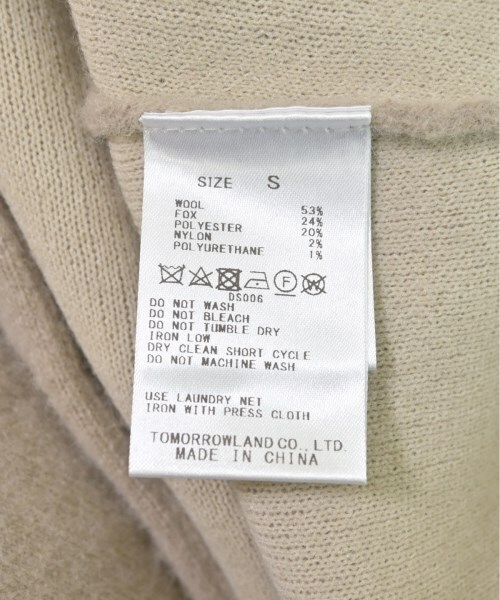 SIZE S
WOOL 53%
FOX 24%
POLYESTER 20%
NYLON 2%
POLYURETHANE 1%
F W
DS006
DO NOT WASH
DO NOT BLEACH
DO NOT TUMBLE DRY
IRON LOW
DRY CLEAN SHORT CYCLE
DO NOT MACHINE WASH
USE LAUNDRY NET
IRON WITH PRESS CLOTH
TOMORROWLAND CO., LTD.
MADE IN CHINA